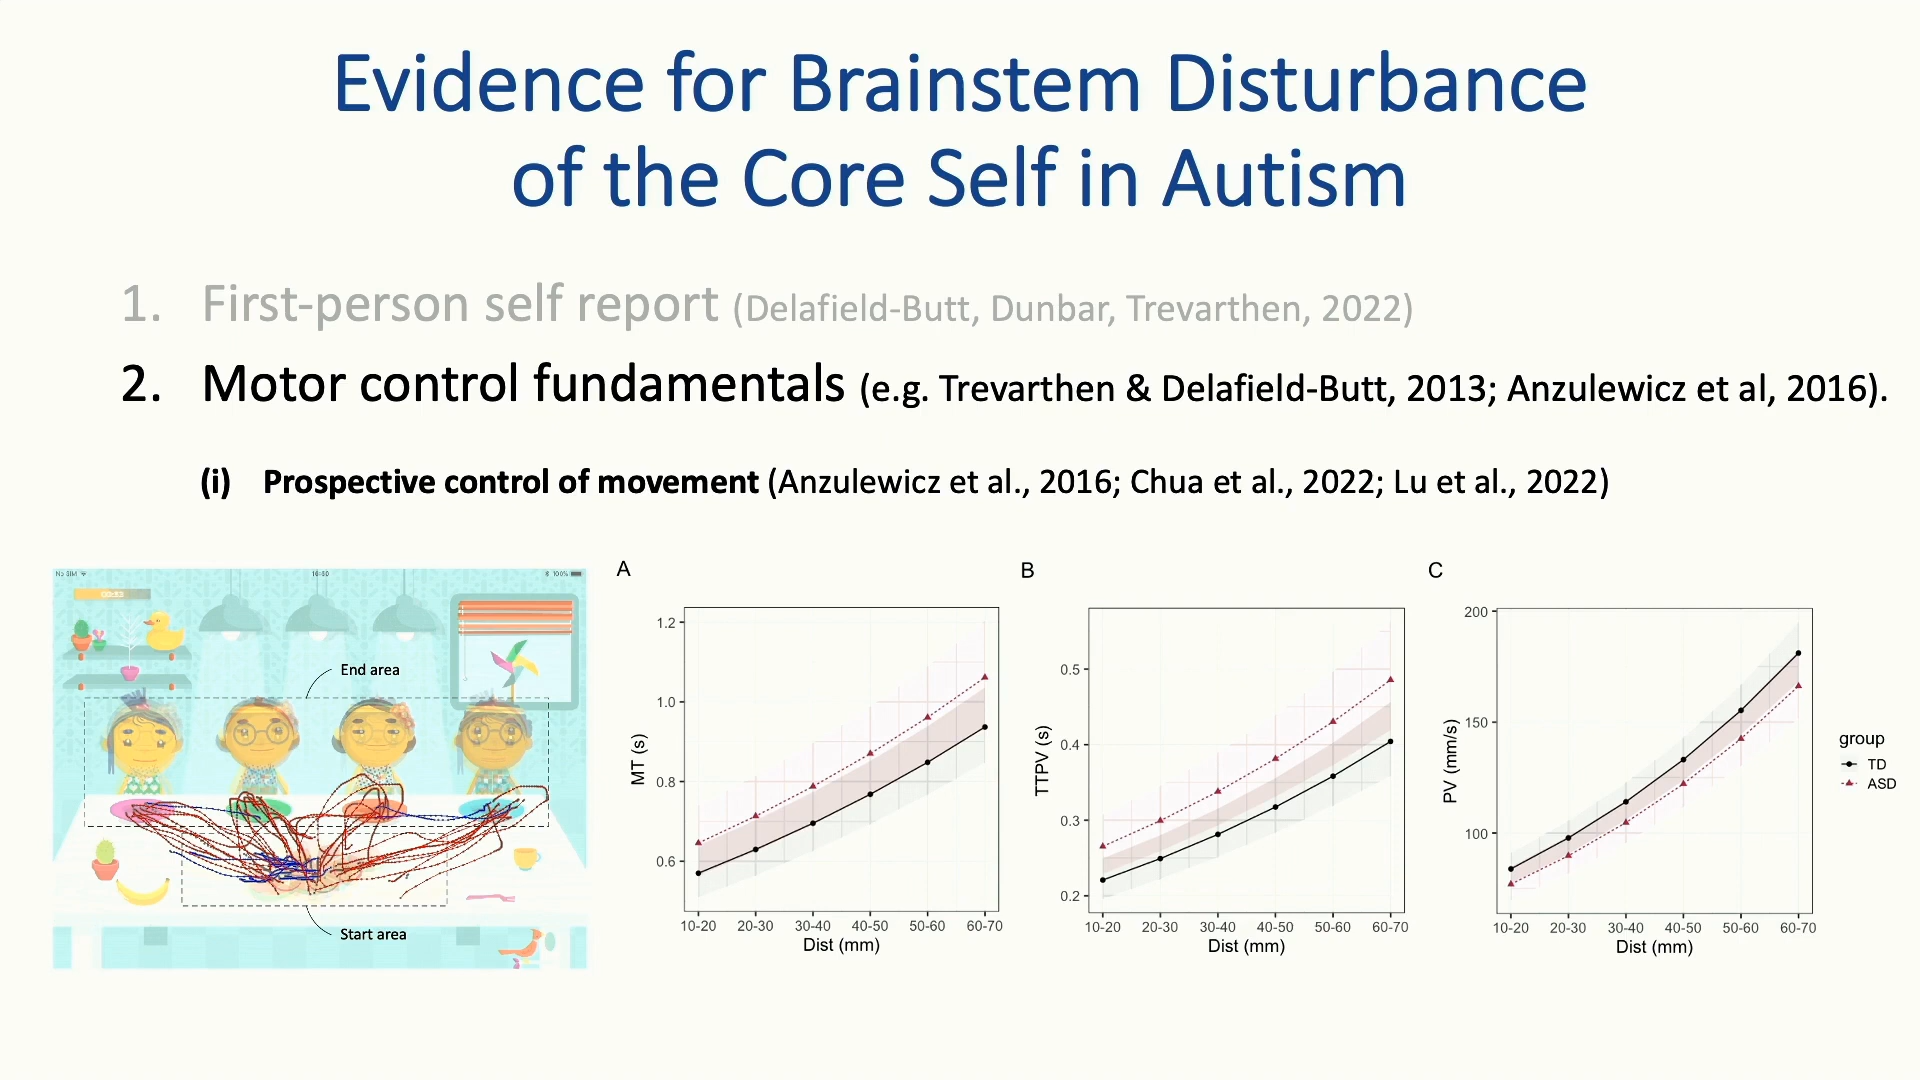 Evidence for Brainstem Disturbance
of the Core Self in Autism
1. First-person self report (Delafield-Butt, Dunbar, Trevarthen, 2022)
2. Motor control fundamentals (e.g. Trevarthen & Delafield-Butt, 2013; Anzulewicz et al, 2016).
(i) Prospective control of movement (Anzulewicz et al., 2016; Chua et al., 2022; Lu et al., 2022)
No SIM
100%
End area
Start area
A
MT (s)
1.2
1.0
0.8
0.6
10-20 20-30 30-40 40-50 50-60 60-70
Dist (mm)
B
TTPV (s)
0.5
0.4
0.3
0.2
10-20 20-30 30-40 40-50 50-60 60-70
Dist (mm)
C
PV (mm/s)
200
150
100
10-20 20-30 30-40 40-50 50-60 60-70
Dist (mm)
group
TD
ASD